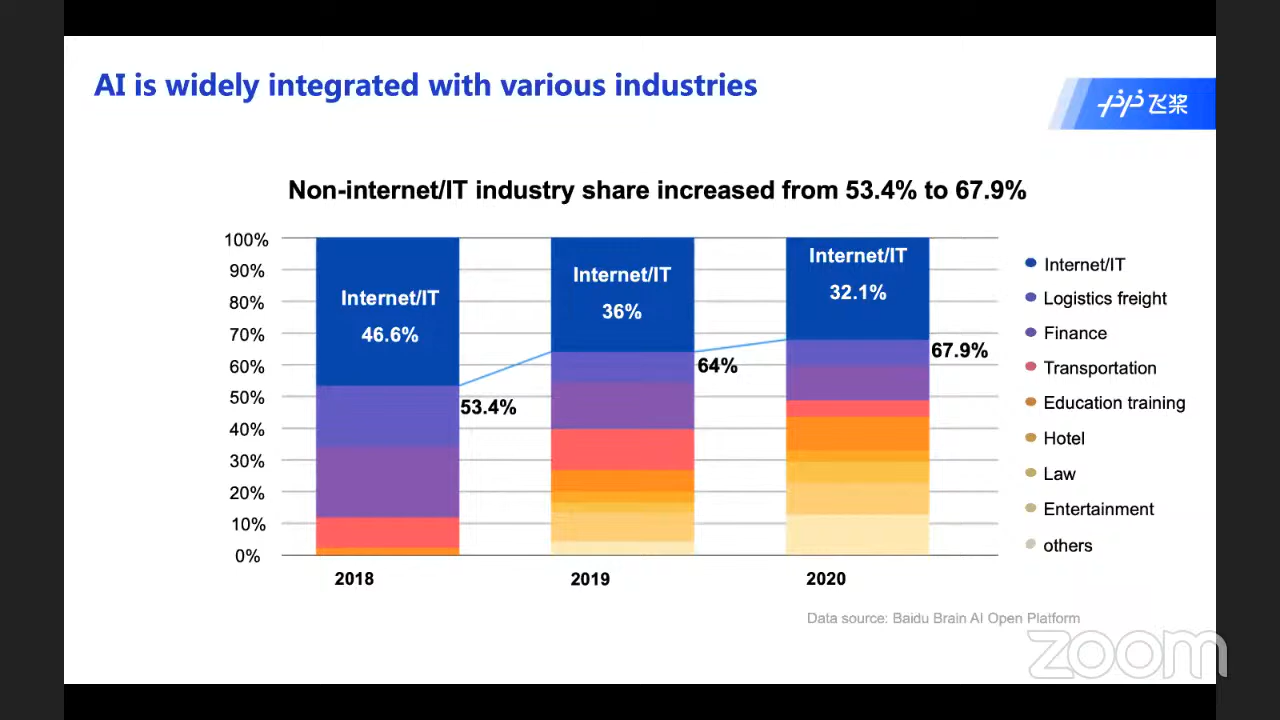 AI is widely integrated with various industries
飞桨
Non-internet/IT industry share increased from 53.4% to 67.9%
100%
90%
80%
70%
60%
50%
40%
30%
20%
10%
0%
Internet/IT
46.6%
53.4%
Internet/IT
36%
64%
Internet/IT
32.1%
67.9%
2018
2019
2020
Internet/IT
Logistics freight
Finance
Transportation
Education training
Hotel
Law
Entertainment
others
Data source: Baidu Brain AI Open Platform
zoom